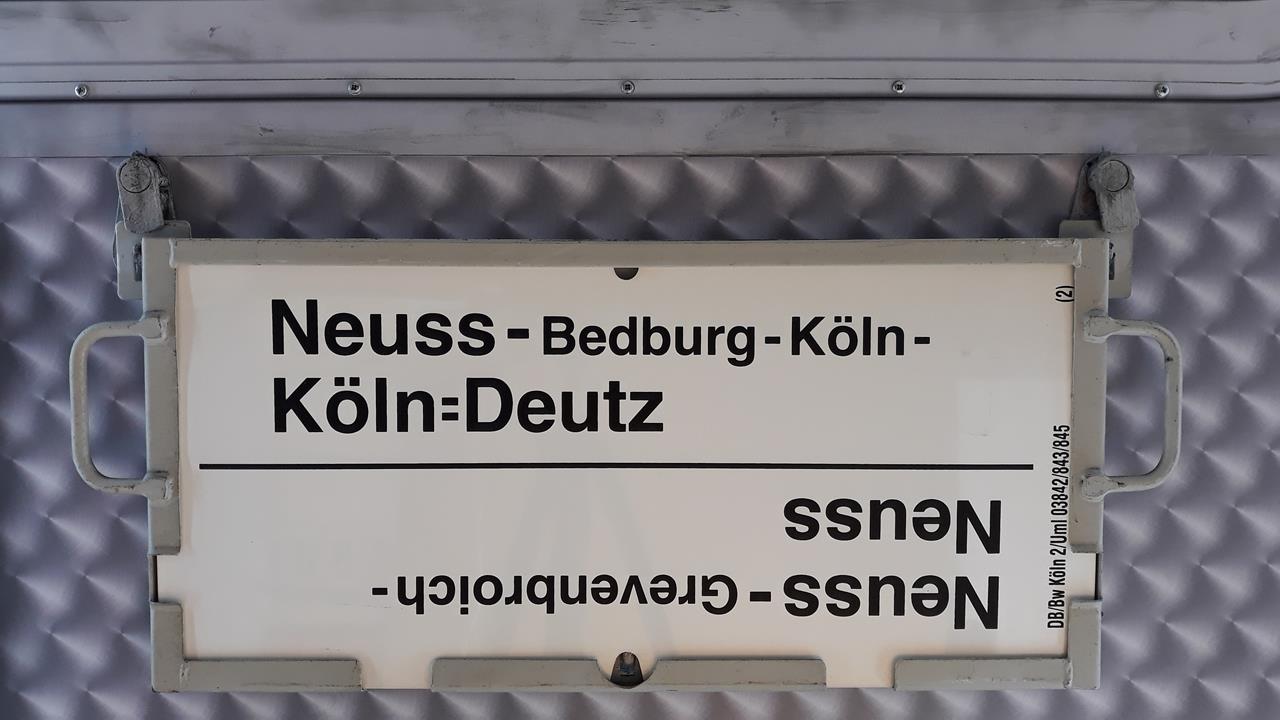 Neuss - Bedburg - Köln -
Köln=Deutz
Neuss - Grevenbroich -
Neuss
DB/Bw Köln 2/Uml 03842/843/845 (2)